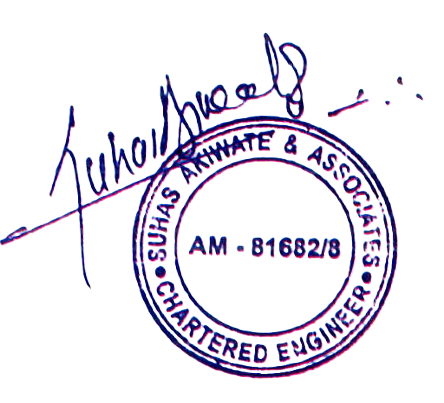 SUHAS AKIWATE & ASSOCIATES
AM - 81682/8
CHARTERED ENGINEER